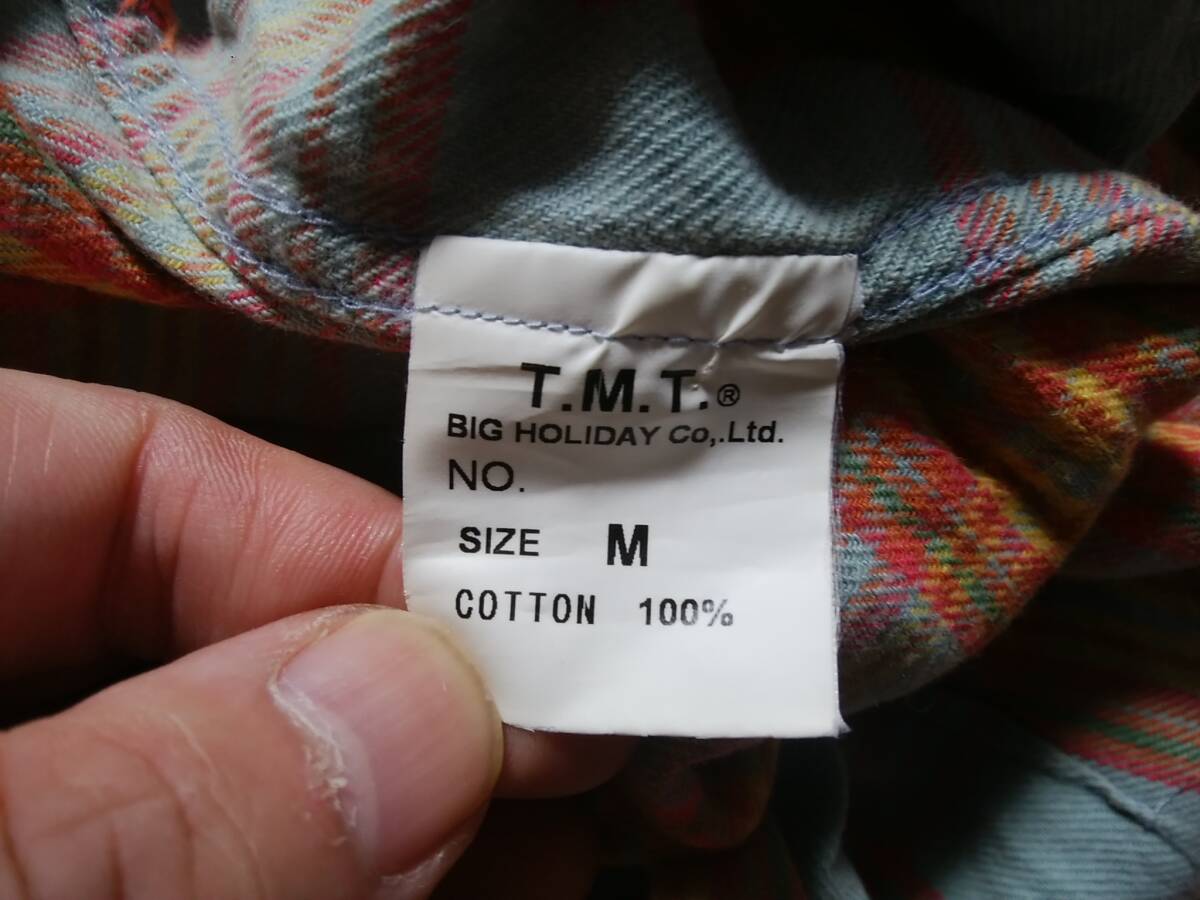 T.M.T.®
BIG HOLIDAY Co,.Ltd.
NO.
SIZE M
COTTON 100%